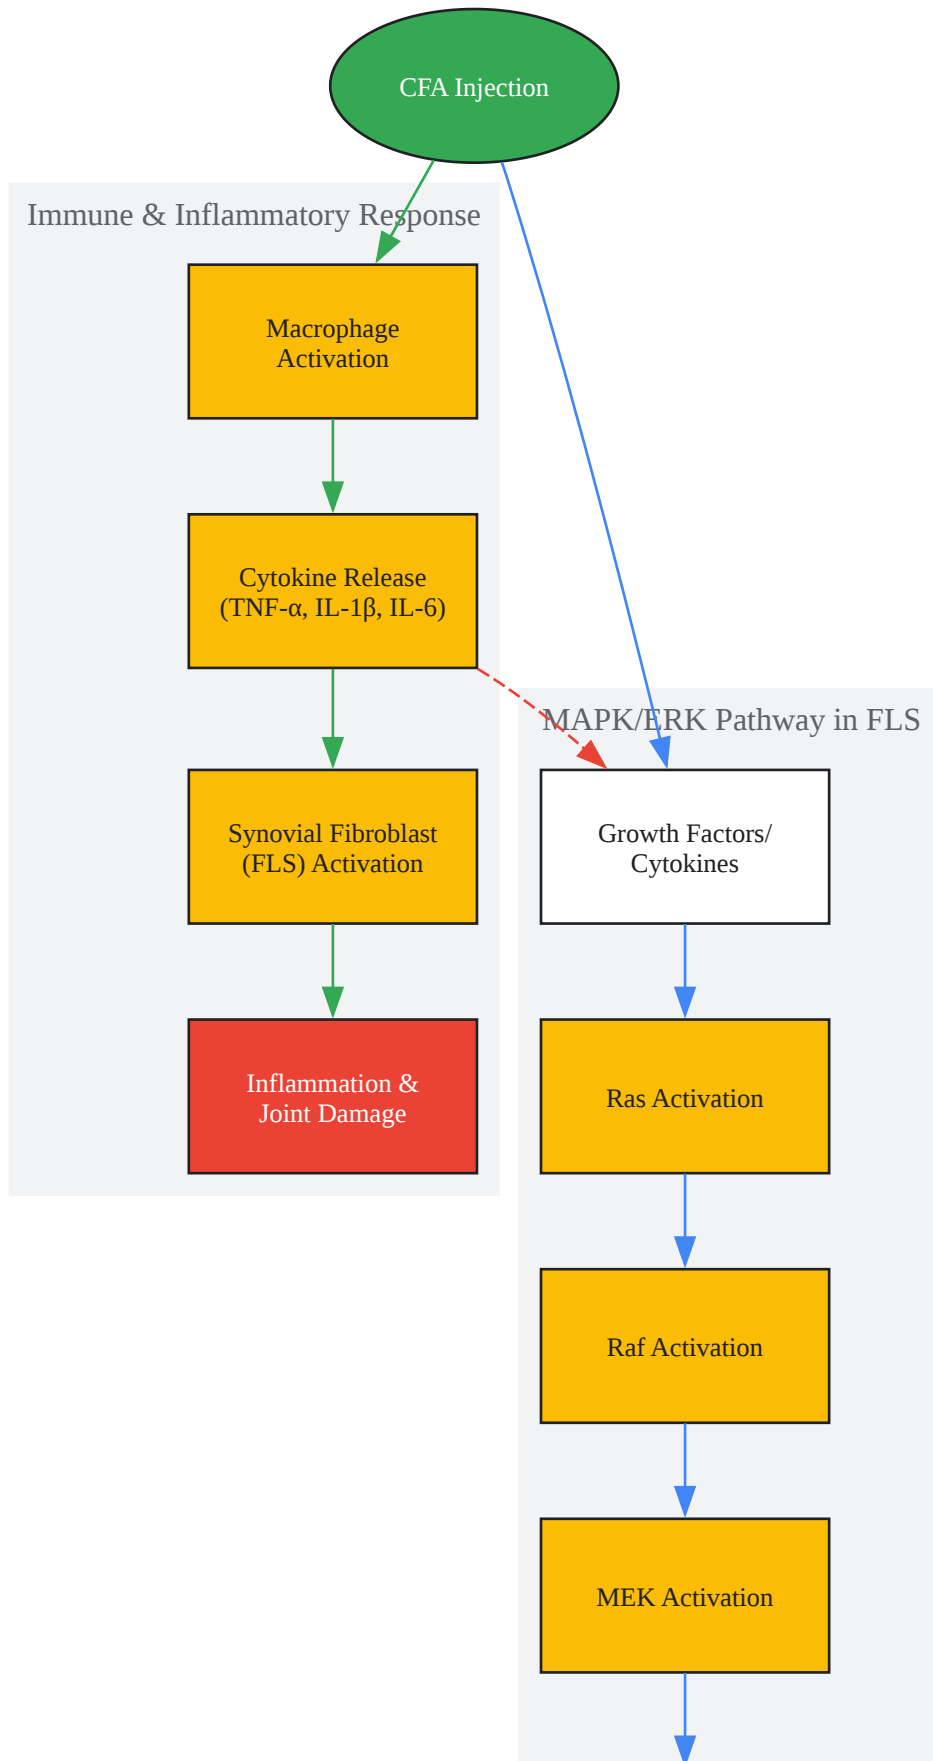 CFA Injection
Immune & Inflammatory Response
Macrophage
Activation
Cytokine Release
(TNF-α, IL-1β, IL-6)
Synovial Fibroblast
(FLS) Activation
Inflammation &
Joint Damage
MAPK/ERK Pathway in FLS
Growth Factors/
Cytokines
Ras Activation
Raf Activation
MEK Activation